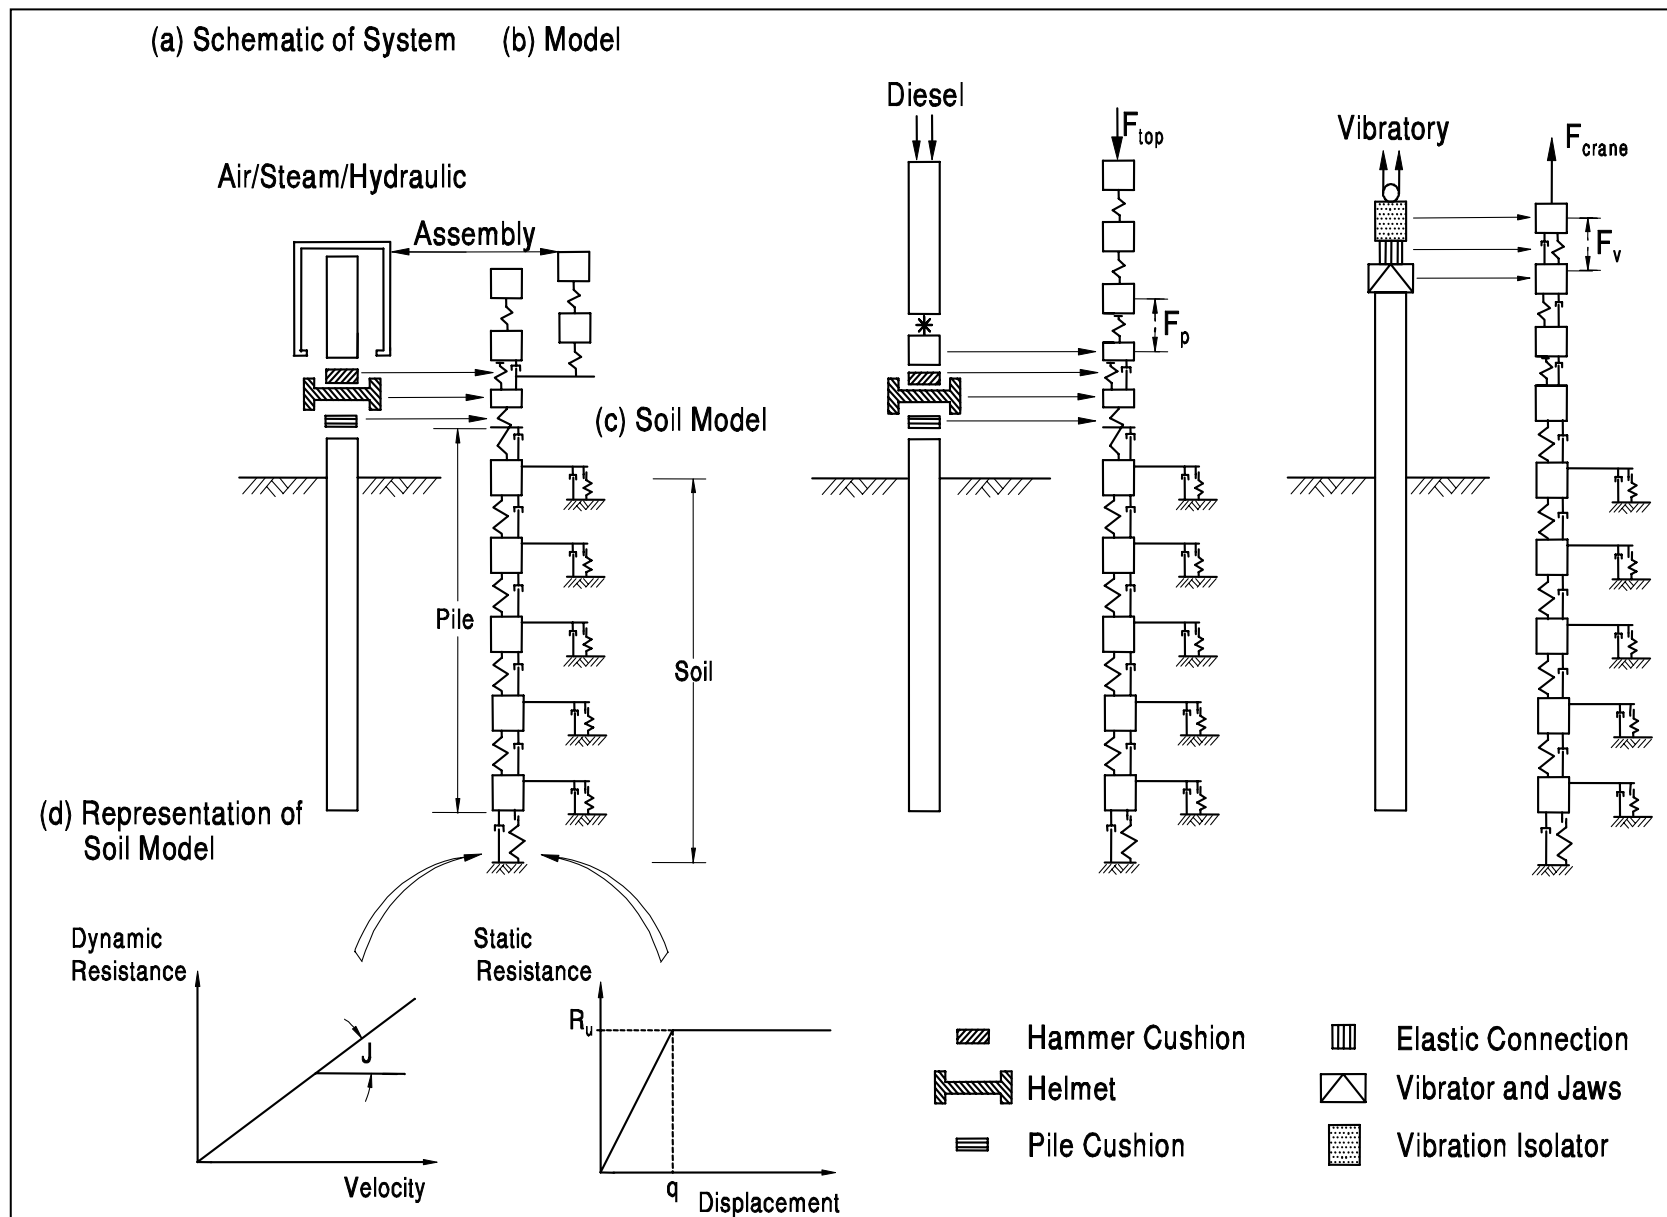 (a) Schematic of System
(b) Model
Diesel
F_top
Vibratory
F_crane
Air/Steam/Hydraulic
Assembly
F_v
F_p
(c) Soil Model
Pile
Soil
(d) Representation of
Soil Model
Dynamic
Resistance
J
Velocity
Static
Resistance
R_u
q
Displacement
Hammer Cushion
Helmet
Pile Cushion
Elastic Connection
Vibrator and Jaws
Vibration Isolator